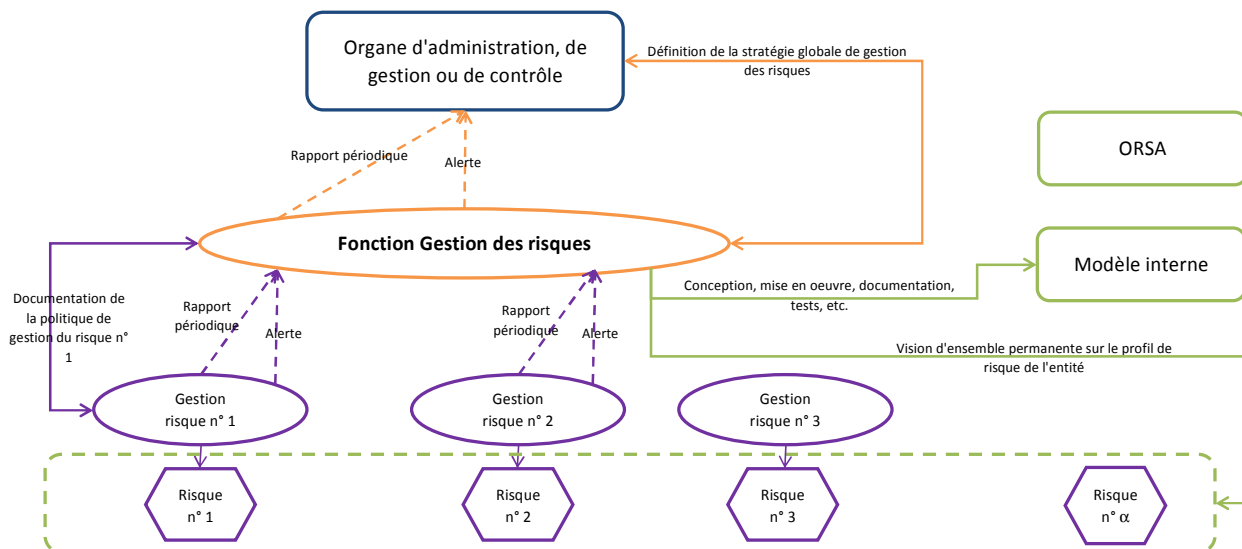 Organe d'administration, de
gestion ou de contrôle
Définition de la stratégie globale de gestion
des risques
ORSA
Rapport périodique
Alerte
Fonction Gestion des risques
Modèle interne
Conception, mise en oeuvre, documentation,
tests, etc.
Documentation de
la politique de
gestion du risque n°
1
Rapport
périodique
Alerte
Rapport
périodique
Alerte
Vision d'ensemble permanente sur le profil de
risque de l'entité
Gestion
risque n° 1
Gestion
risque n° 2
Gestion
risque n° 3
Risque
n° 1
Risque
n° 2
Risque
n° 3
Risque
n° α